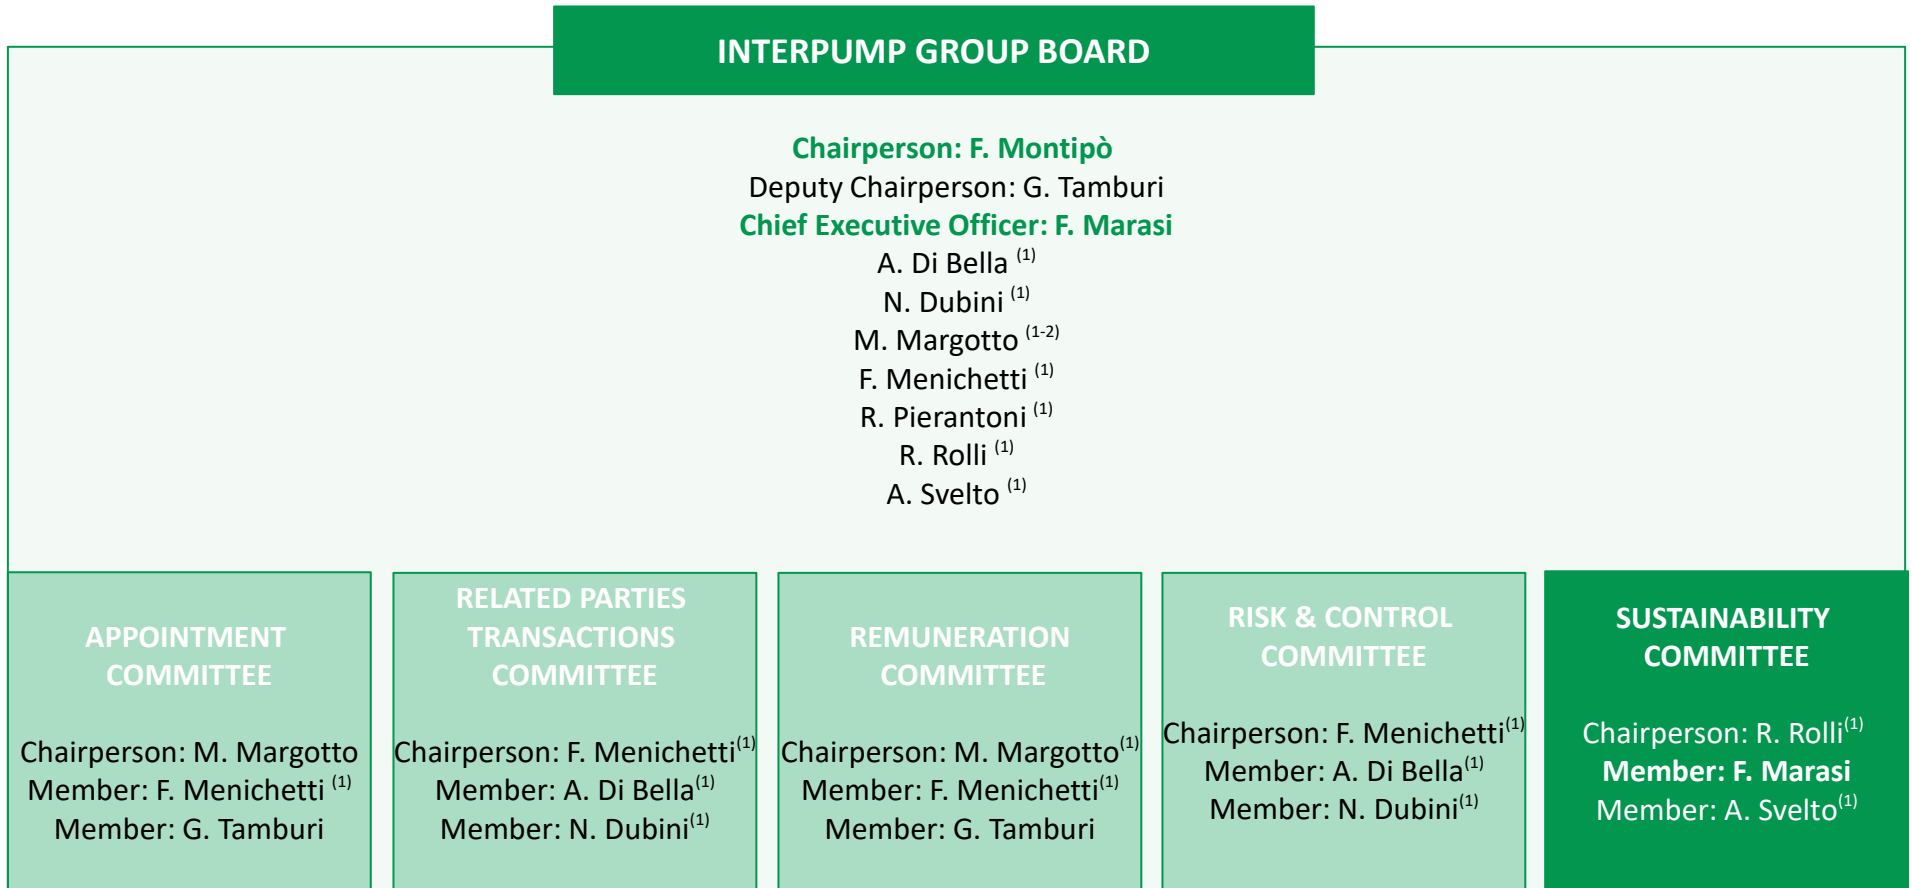 INTERPUMP GROUP BOARD
Chairperson: F. Montipò
Deputy Chairperson: G. Tamburi
Chief Executive Officer: F. Marasi
A. Di Bella (1)
N. Dubini (1)
M. Margotto (1-2)
F. Menichetti (1)
R. Pierantoni (1)
R. Rolli (1)
A. Svelto (1)
APPOINTMENT
COMMITTEE
Chairperson: M. Margotto
Member: F. Menichetti (1)
Member: G. Tamburi
RELATED PARTIES
TRANSACTIONS
COMMITTEE
Chairperson: F. Menichetti(1)
Member: A. Di Bella(1)
Member: N. Dubini(1)
REMUNERATION
COMMITTEE
Chairperson: M. Margotto(1)
Member: F. Menichetti(1)
Member: G. Tamburi
RISK & CONTROL
COMMITTEE
Chairperson: F. Menichetti(1)
Member: A. Di Bella(1)
Member: N. Dubini(1)
SUSTAINABILITY
COMMITTEE
Chairperson: R. Rolli(1)
Member: F. Marasi
Member: A. Svelto(1)